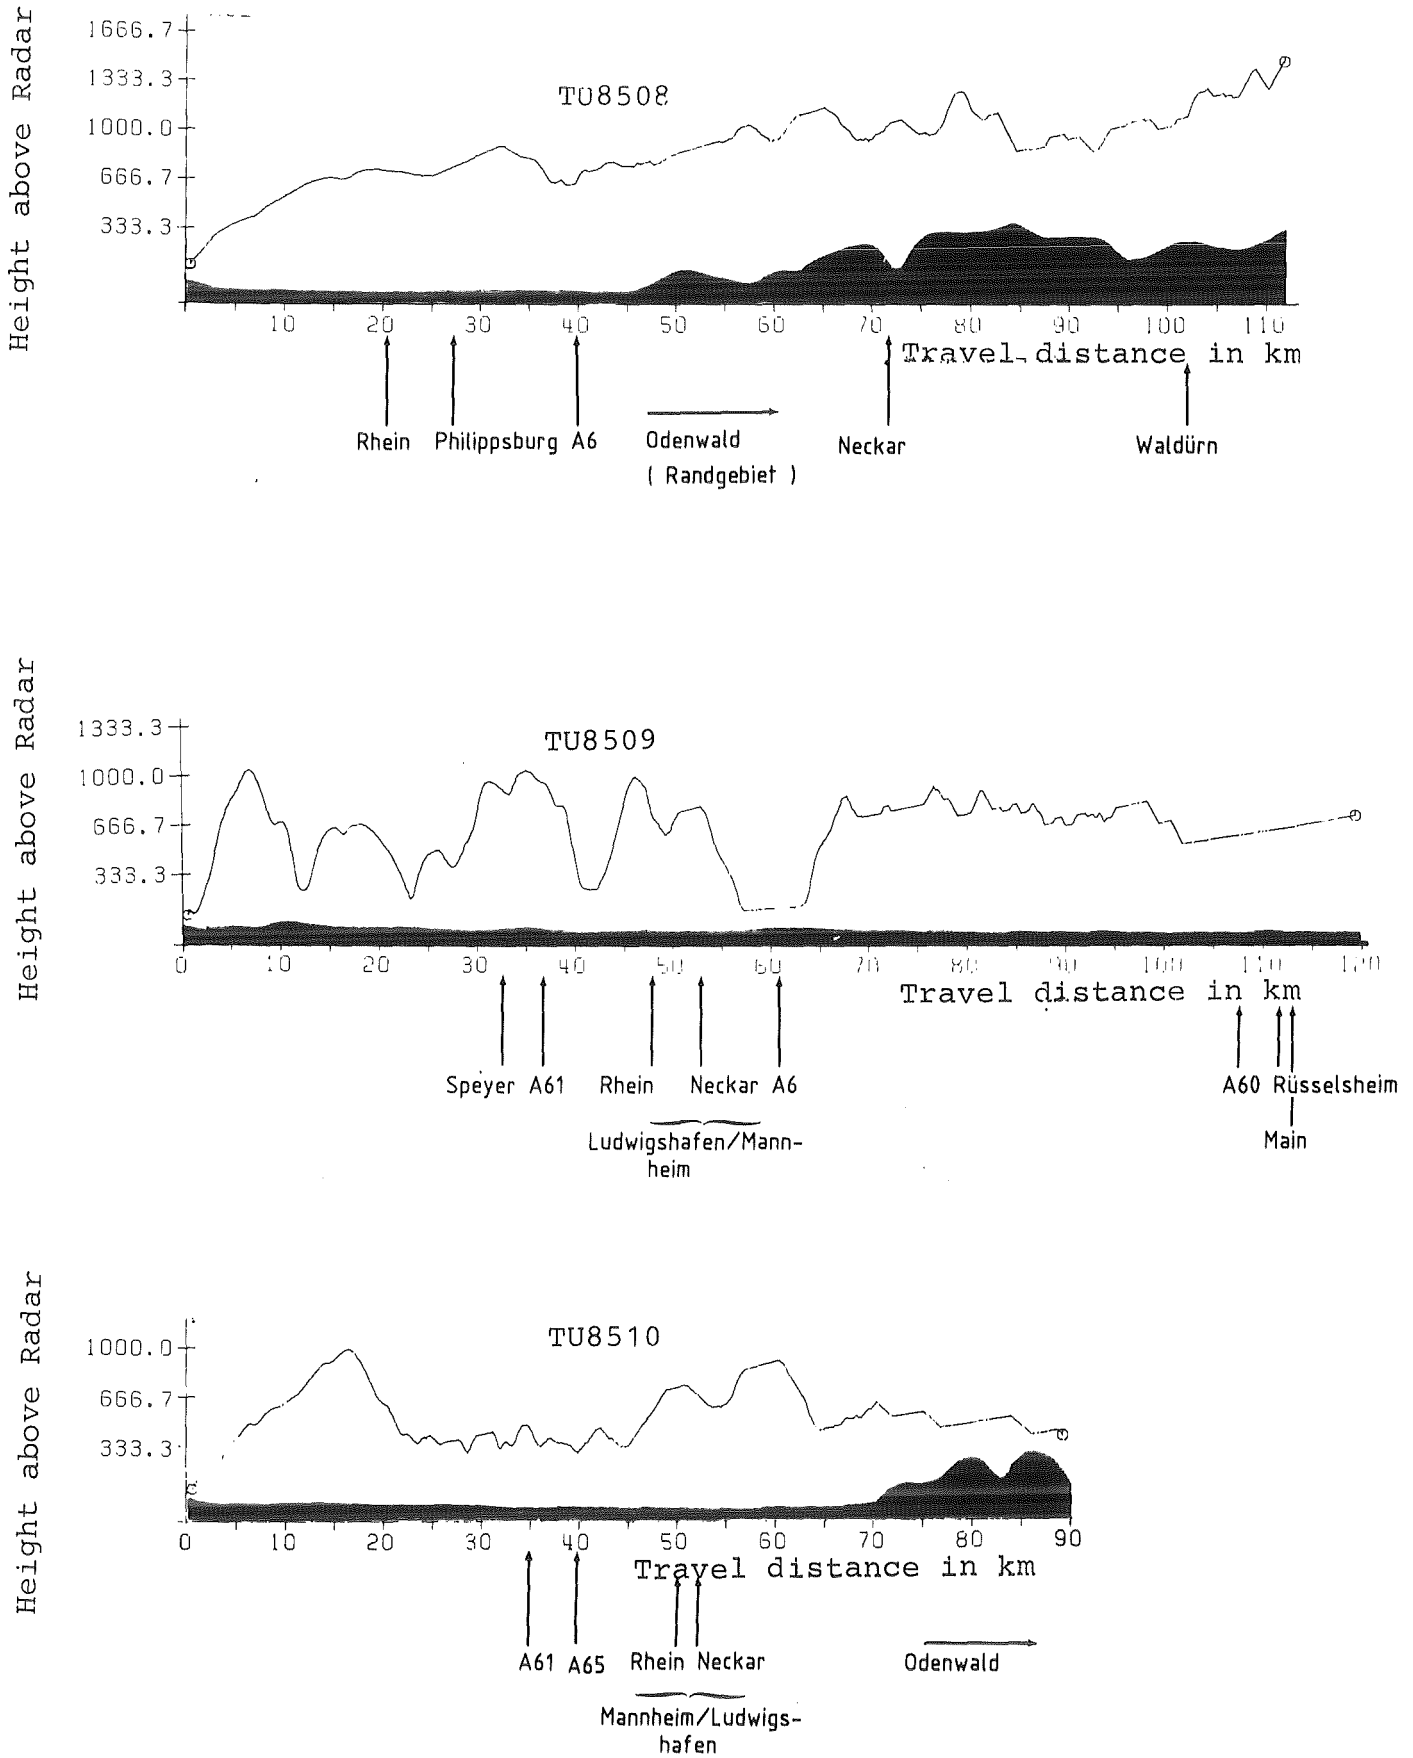 Height above Radar
1666.7
1333.3
1000.0
666.7
333.3
TU8508
10 20 30 40 50 60 70 80 90 100 110
Travel distance in km
Rhein Philippsburg A6 Odenwald Neckar Waldürn
( Randgebiet )
Height above Radar
1333.3
1000.0
666.7
333.3
TU8509
0 10 20 30 40 50 60 70 80 90 100 110 120
Travel distance in km
Speyer A61 Rhein Neckar A6 A60 Rüsselsheim
Ludwigshafen/Mann- Main
heim
Height above Radar
1000.0
666.7
333.3
TU8510
0 10 20 30 40 50 60 70 80 90
Travel distance in km
A61 A65 Rhein Neckar Odenwald
Mannheim/Ludwigs-
hafen